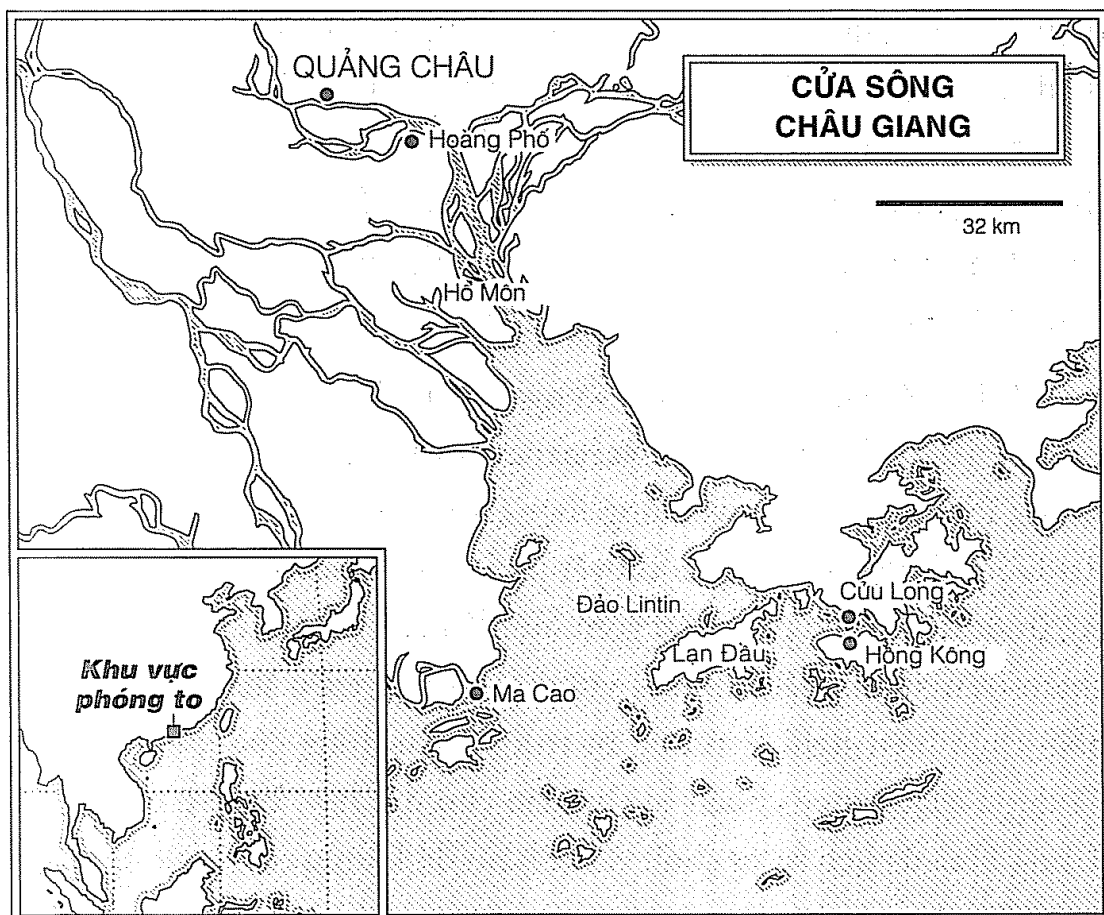 CỬA SÔNG
CHÂU GIANG
QUẢNG CHÂU
Hoàng Phố
32 km
Hổ Môn
Đảo Lintin
Cửu Long
Lạn Đầu
Hồng Kông
Ma Cao
Khu vực
phóng to